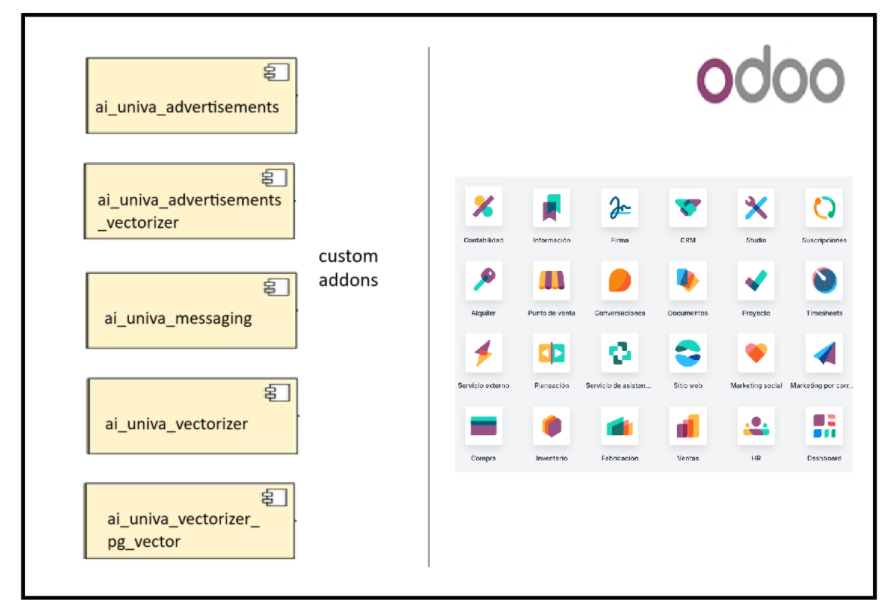 ai_univa_advertisements
ai_univa_advertisements
_vectorizer
custom
addons
ai_univa_messaging
ai_univa_vectorizer
ai_univa_vectorizer_
pg_vector
odoo
Contabilidad Información Firma CRM Studio Suscripciones
Alquiler Punto de venta Conversaciones Documentos Proyecto Timesheets
Servicio externo Planeación Servicio de asisten... Sitio web Marketing social Marketing por corr...
Compra Inventario Fabricación Ventas HR Dashboard